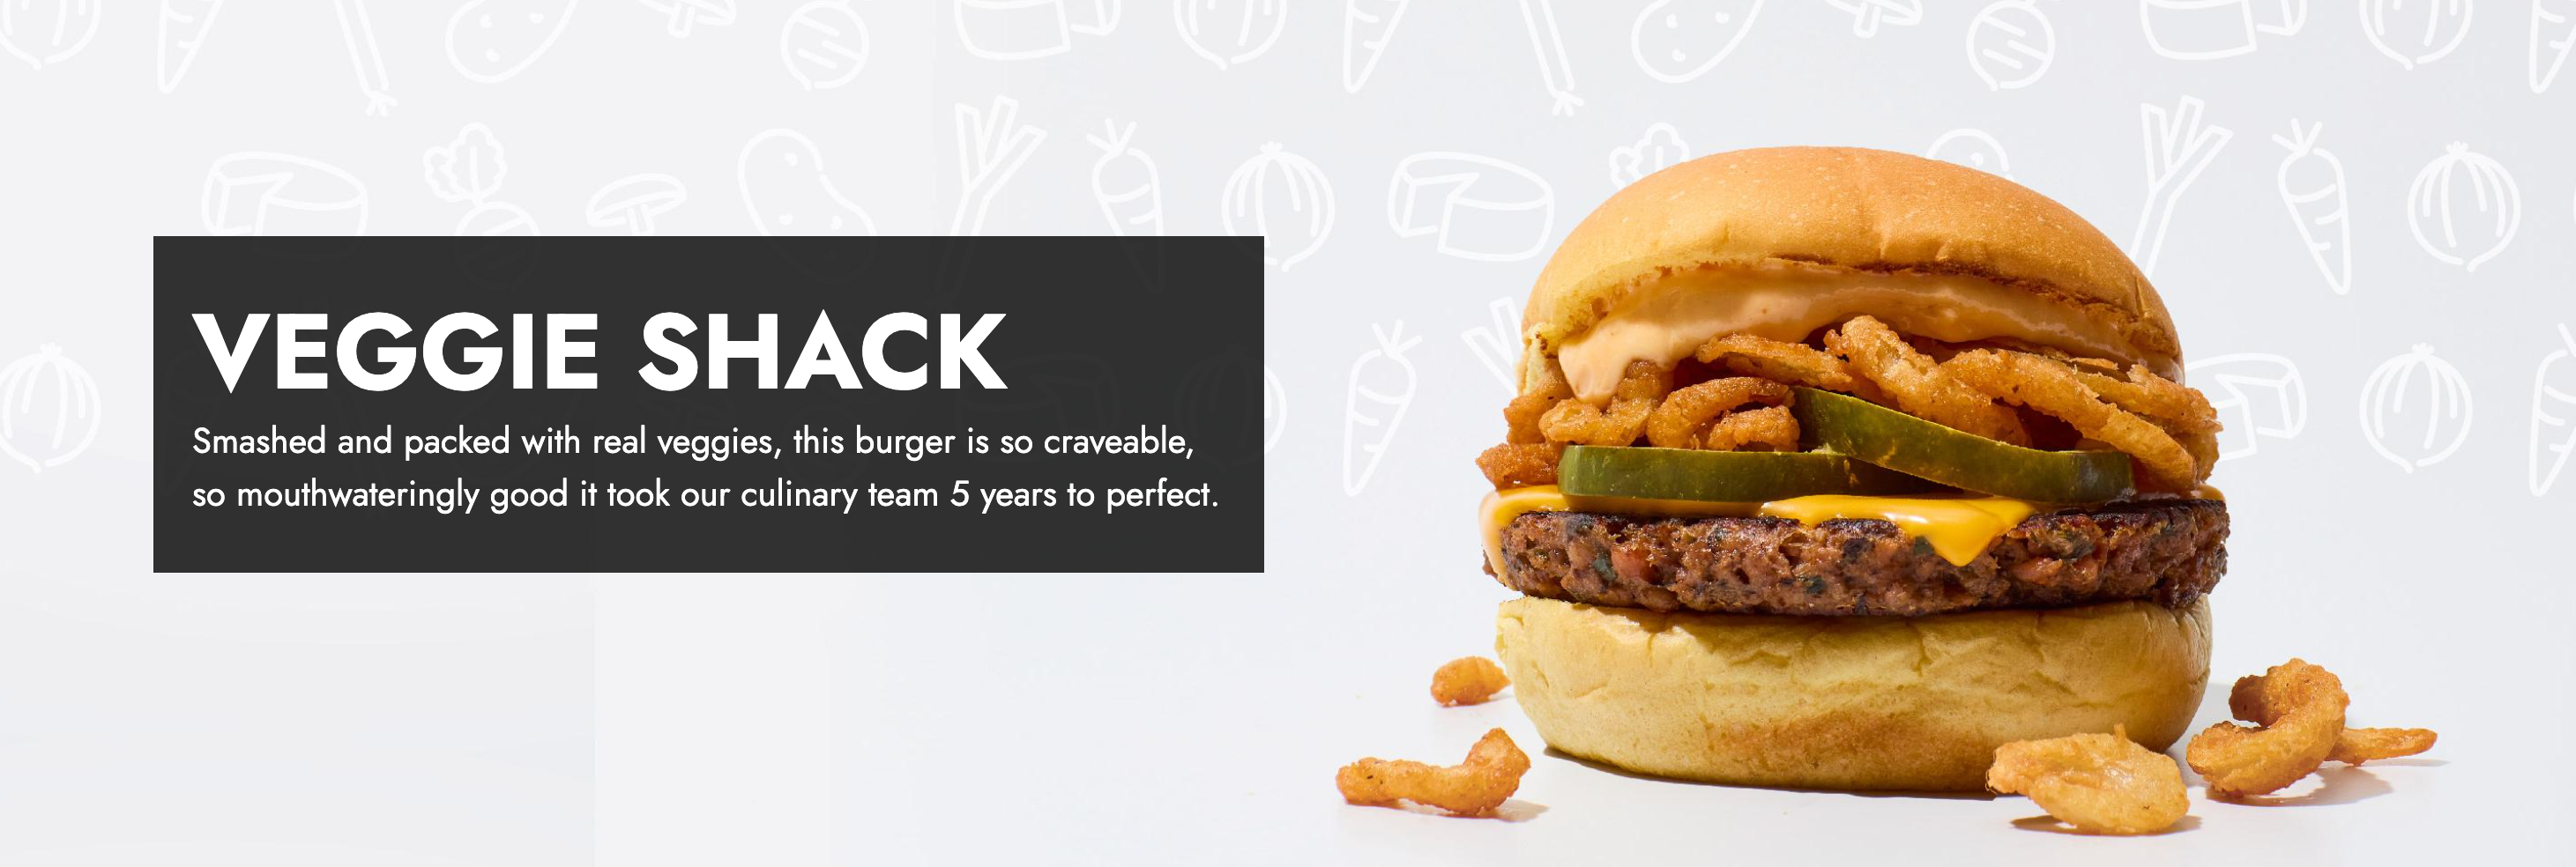 VEGGIE SHACK
Smashed and packed with real veggies, this burger is so craveable,
so mouthwateringly good it took our culinary team 5 years to perfect.